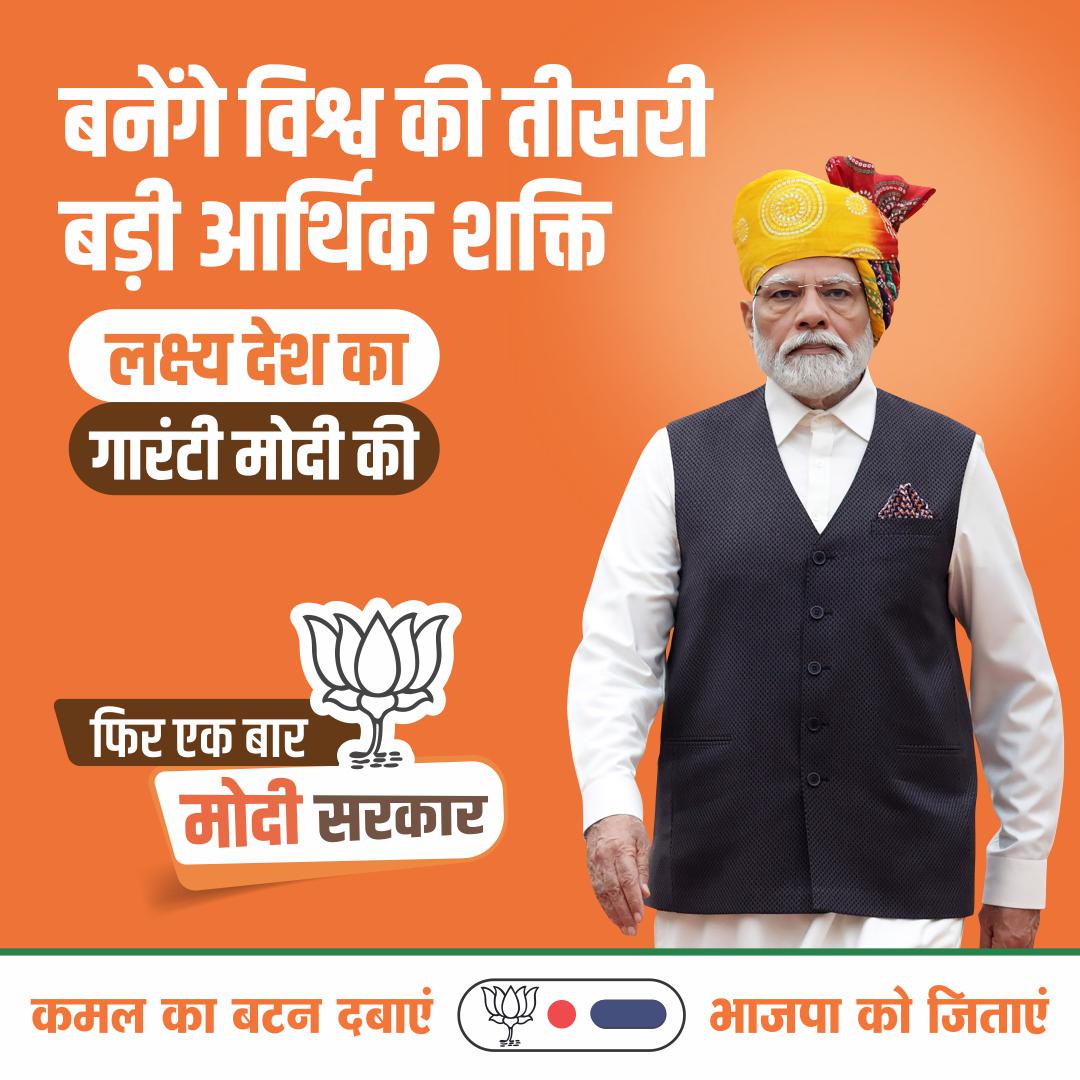 बनेंगे विश्व की तीसरी
बड़ी आर्थिक शक्ति
लक्ष्य देश का
गारंटी मोदी की
फिर एक बार
मोदी सरकार
कमल का बटन दबाएं भाजपा को जिताएं